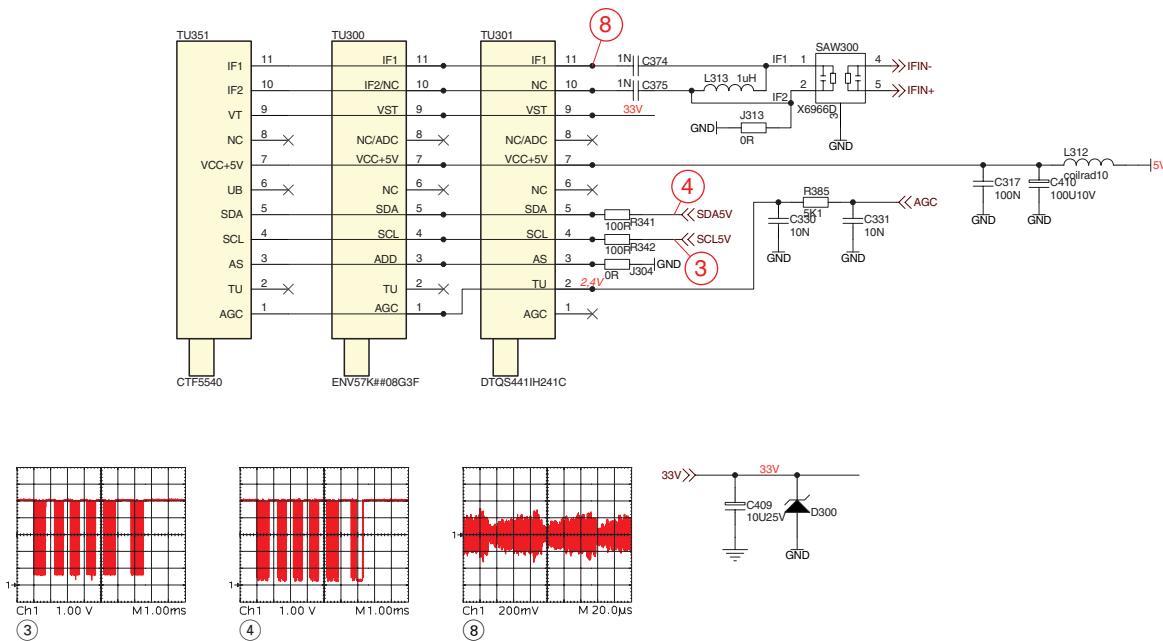 TU351
IF1 11
IF2 10
VT 9
NC 8
VCC+5V 7
UB 6
SDA 5
SCL 4
AS 3
TU 2
AGC 1
CTF5540
TU300
IF1 11
IF2/NC 10
VST 9
NC/ADC 8
VCC+5V 7
NC 6
SDA 5
SCL 4
ADD 3
TU 2
AGC 1
ENV57K##08G3F
TU301
IF1 11
NC 10
VST 9
NC 8
VCC+5V 7
NC 6
SDA 5
SCL 4
AS 3
TU 2
AGC 1
DTQS441IH241C
8
1N C374
1N C375
L313 1uH
IF1
IF2
33V
GND J313
0R
SAW300
1 4
2 5
3
X6966D
GND
IFIN-
IFIN+
L312
coilrad10
5V
C317
100N
GND
C410
100U10V
GND
4
100R R341
SDA5V
100R R342
SCL5V
3
0R J304
GND
2,4V
C330
10N
GND
R385
5K1
C331
10N
GND
AGC
1
Ch1 1.00 V M1.00ms
3
1
Ch1 1.00 V M1.00ms
4
1
Ch1 200mV M 20.0µs
8
33V 33V
C409
10U25V
D300
GND